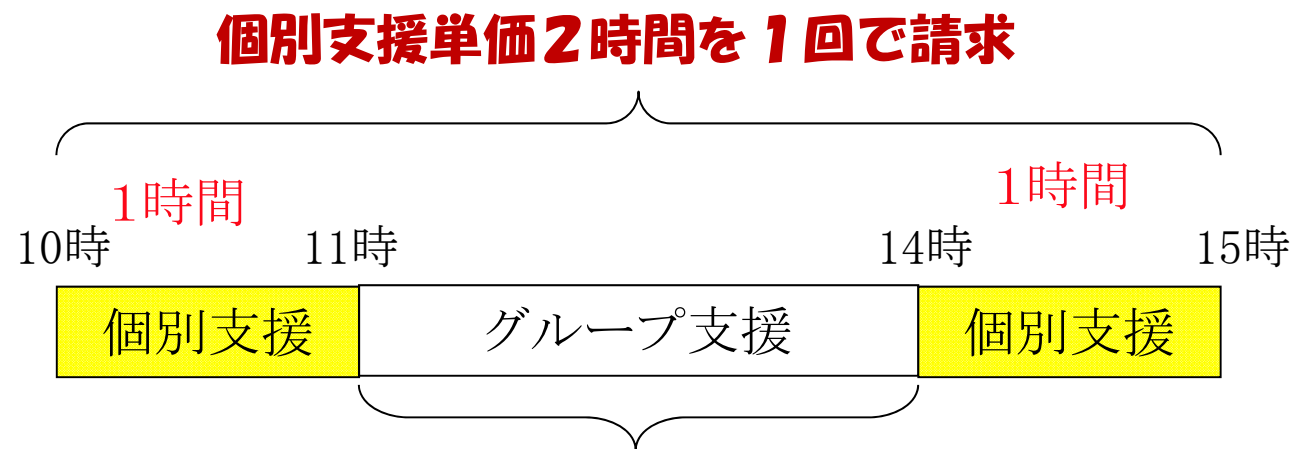 個別支援単価2時間を1回で請求
1時間 1時間
10時 11時 14時 15時
個別支援 グループ支援 個別支援